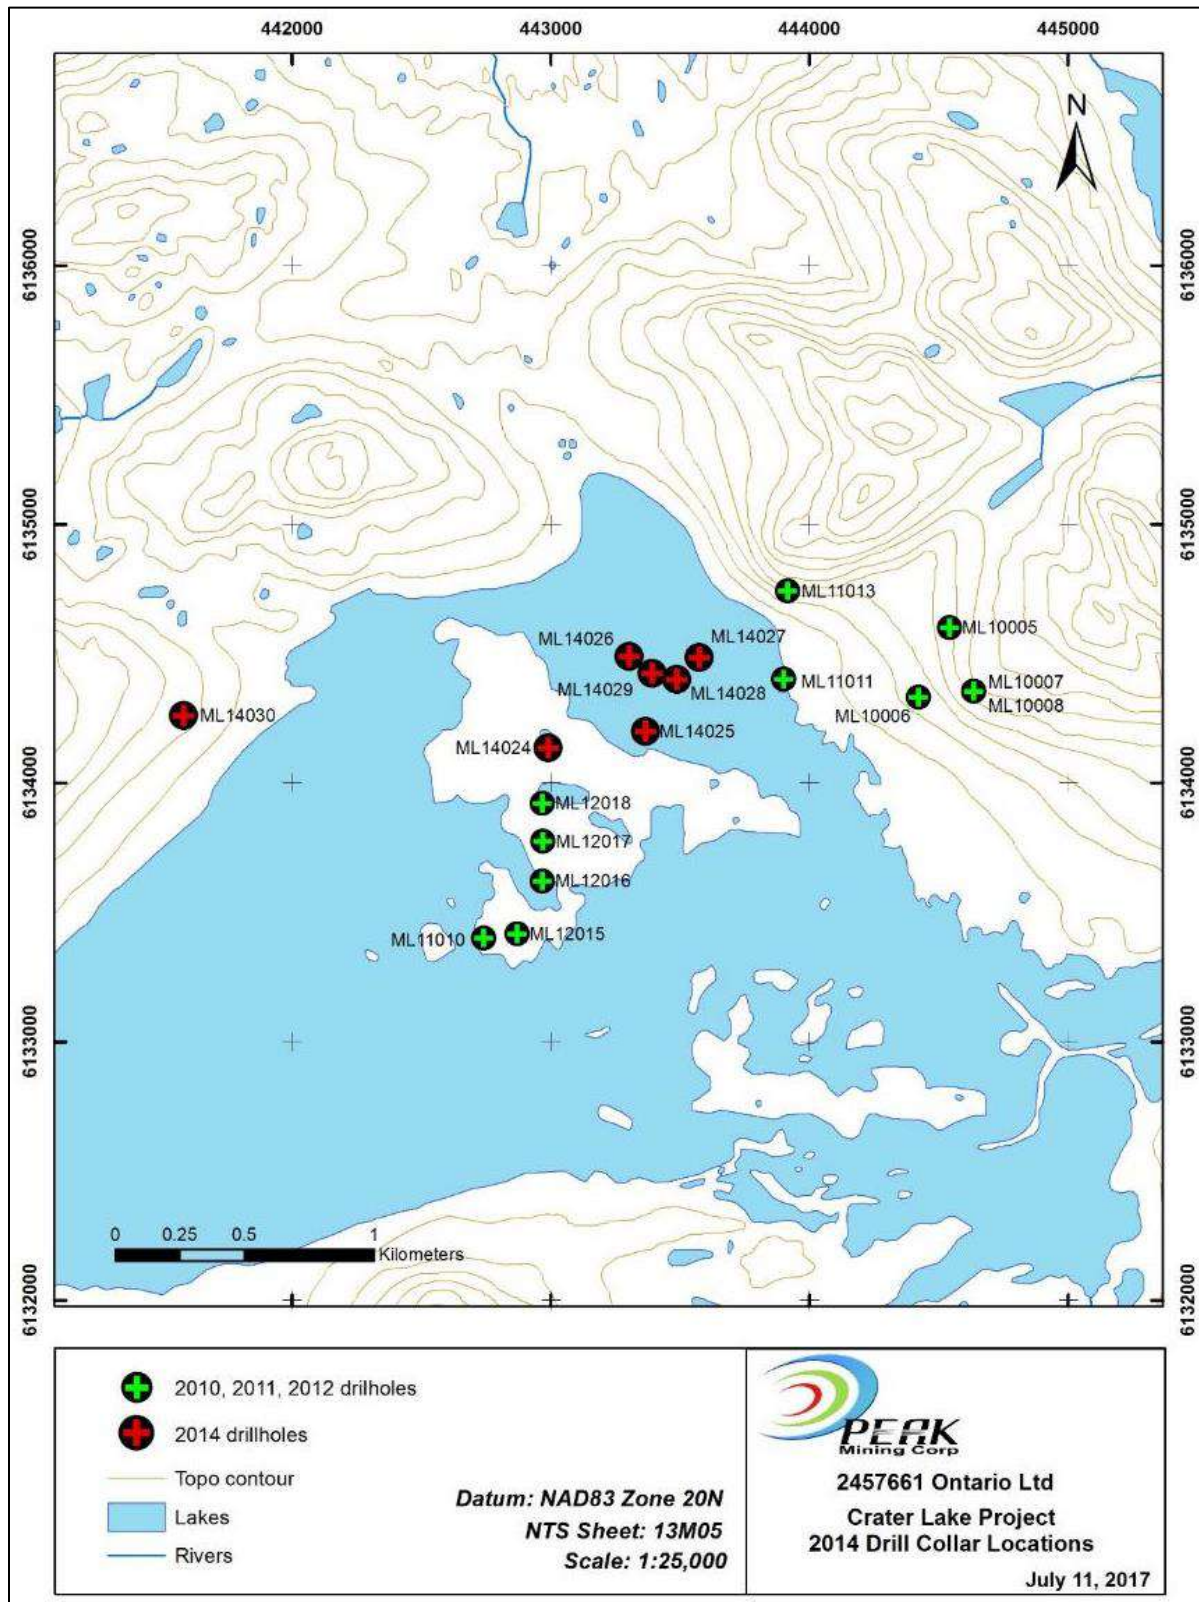 442000 443000 444000 445000
N
6136000 6136000
6135000 6135000
ML11013
ML10005
ML14026 ML14027
ML14029 ML14028 ML11011 ML10007
ML10006 ML10008
ML14030 ML14025
ML14024
6134000 6134000
ML12018
ML12017
ML12016
ML11010 ML12015
6133000 6133000
0 0.25 0.5 1
Kilometers
6132000 6132000
2010, 2011, 2012 drilholes
2014 drillholes
Topo contour
Lakes
Rivers
Datum: NAD83 Zone 20N
NTS Sheet: 13M05
Scale: 1:25,000
PEAK
Mining Corp
2457661 Ontario Ltd
Crater Lake Project
2014 Drill Collar Locations
July 11, 2017